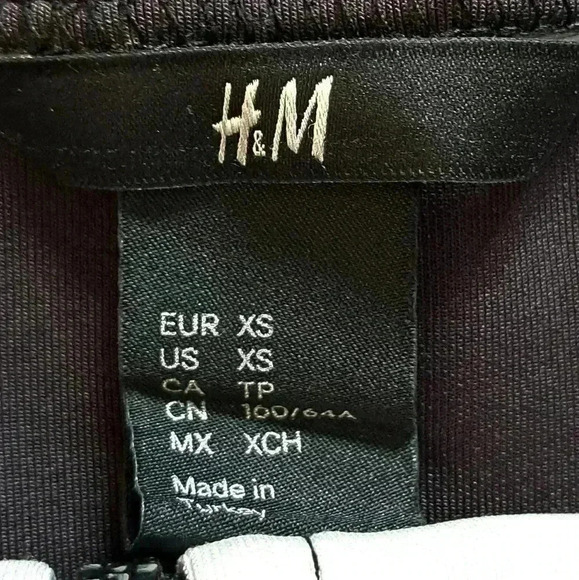 H&M
EUR XS
US XS
CA TP
CN 160/64A
MX XCH
Made in
Turkey